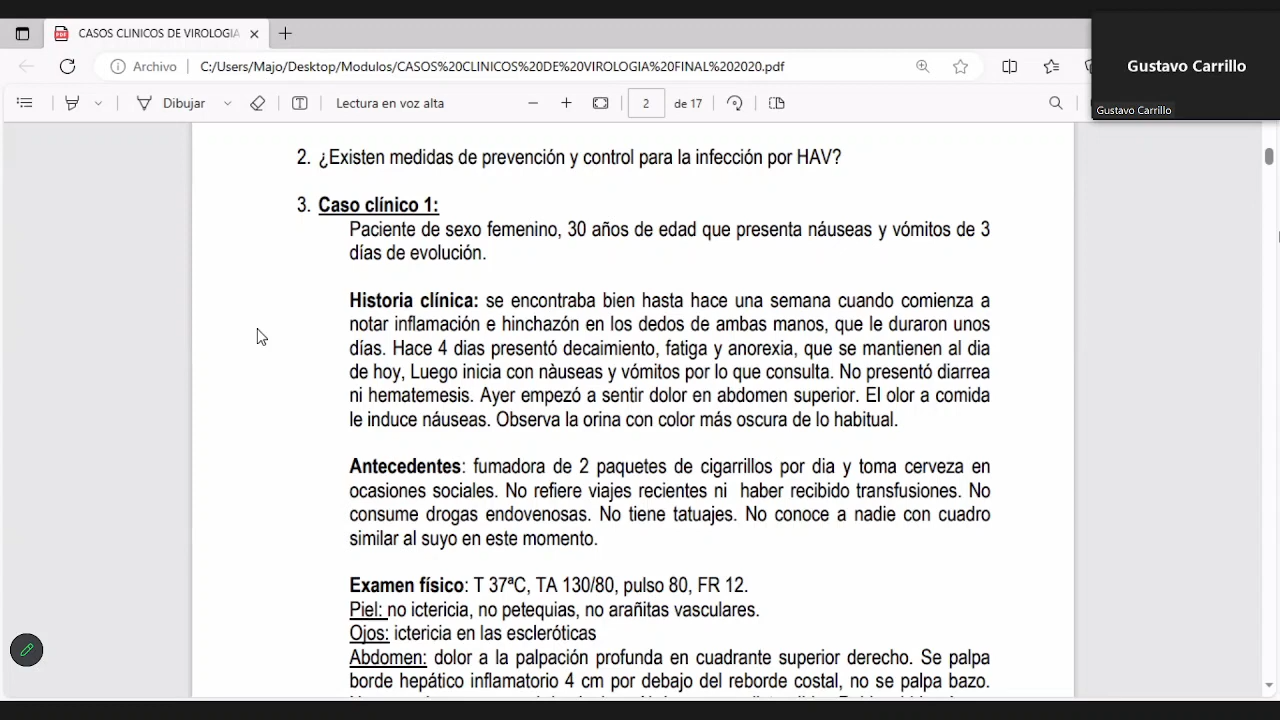 CASOS CLINICOS DE VIROLOGIA
Gustavo Carrillo
Gustavo Carrillo
Archivo
C:/Users/Majo/Desktop/Modulos/CASOS%20CLINICOS%20DE%20VIROLOGIA%20FINAL%202020.pdf
Dibujar
Lectura en voz alta
2 de 17
2. ¿Existen medidas de prevención y control para la infección por HAV?
3. Caso clínico 1:
Paciente de sexo femenino, 30 años de edad que presenta náuseas y vómitos de 3
días de evolución.
Historia clínica: se encontraba bien hasta hace una semana cuando comienza a
notar inflamación e hinchazón en los dedos de ambas manos, que le duraron unos
días. Hace 4 dias presentó decaimiento, fatiga y anorexia, que se mantienen al dia
de hoy, Luego inicia con nàuseas y vómitos por lo que consulta. No presentó diarrea
ni hematemesis. Ayer empezó a sentir dolor en abdomen superior. El olor a comida
le induce náuseas. Observa la orina con color más oscura de lo habitual.
Antecedentes: fumadora de 2 paquetes de cigarrillos por dia y toma cerveza en
ocasiones sociales. No refiere viajes recientes ni haber recibido transfusiones. No
consume drogas endovenosas. No tiene tatuajes. No conoce a nadie con cuadro
similar al suyo en este momento.
Examen físico: T 37ªC, TA 130/80, pulso 80, FR 12.
Piel: no ictericia, no petequias, no arañitas vasculares.
Ojos: ictericia en las escleróticas
Abdomen: dolor a la palpación profunda en cuadrante superior derecho. Se palpa
borde hepático inflamatorio 4 cm por debajo del reborde costal, no se palpa bazo.